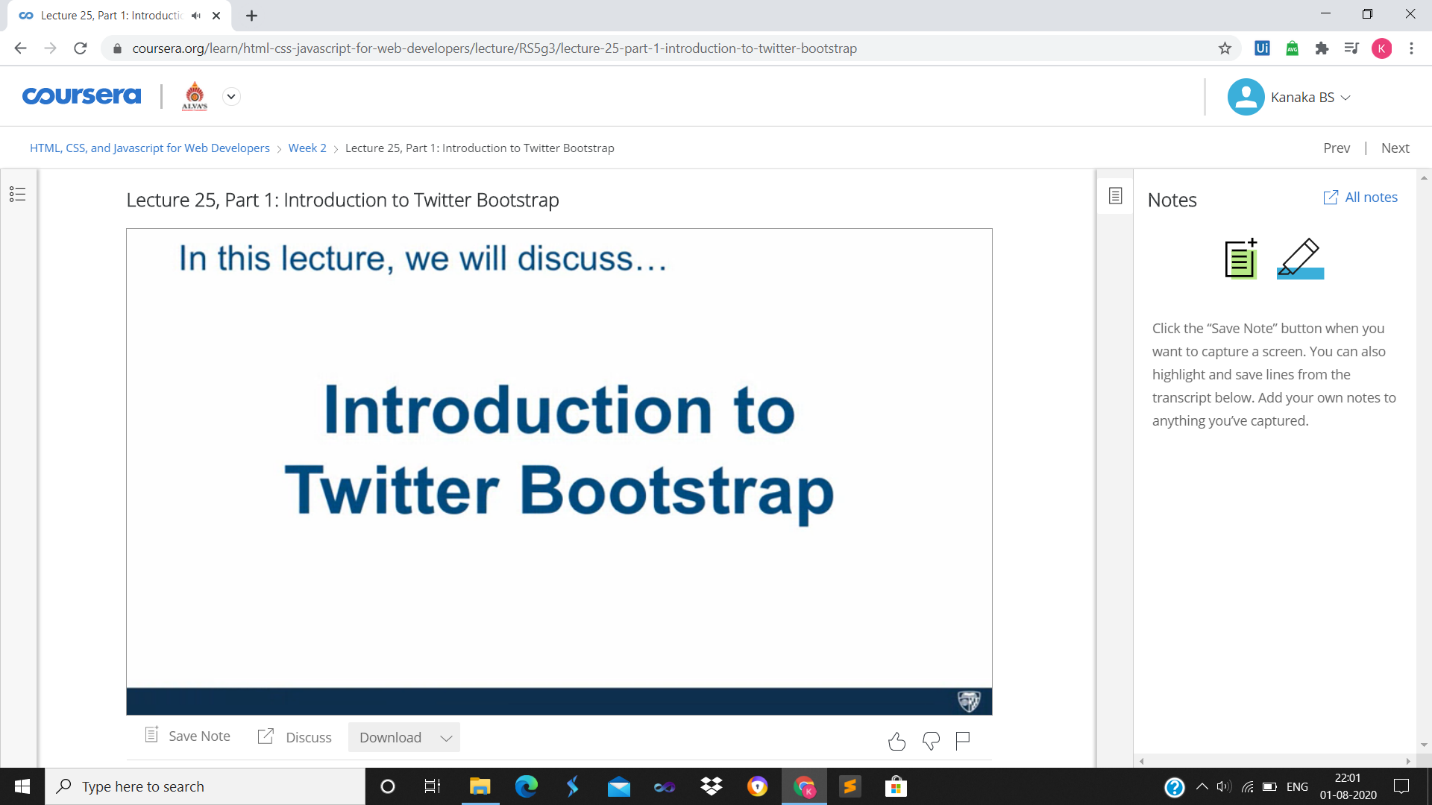 Lecture 25, Part 1: Introductio
coursera.org/learn/html-css-javascript-for-web-developers/lecture/RS5g3/lecture-25-part-1-introduction-to-twitter-bootstrap
Ui
AVG
K
coursera
ALVA'S
Kanaka BS
HTML, CSS, and Javascript for Web Developers > Week 2 > Lecture 25, Part 1: Introduction to Twitter Bootstrap
Prev | Next
Lecture 25, Part 1: Introduction to Twitter Bootstrap
In this lecture, we will discuss…
Introduction to
Twitter Bootstrap
Save Note
Discuss
Download
Notes
All notes
Click the “Save Note” button when you
want to capture a screen. You can also
highlight and save lines from the
transcript below. Add your own notes to
anything you’ve captured.
Type here to search
K
ENG
22:01
01-08-2020